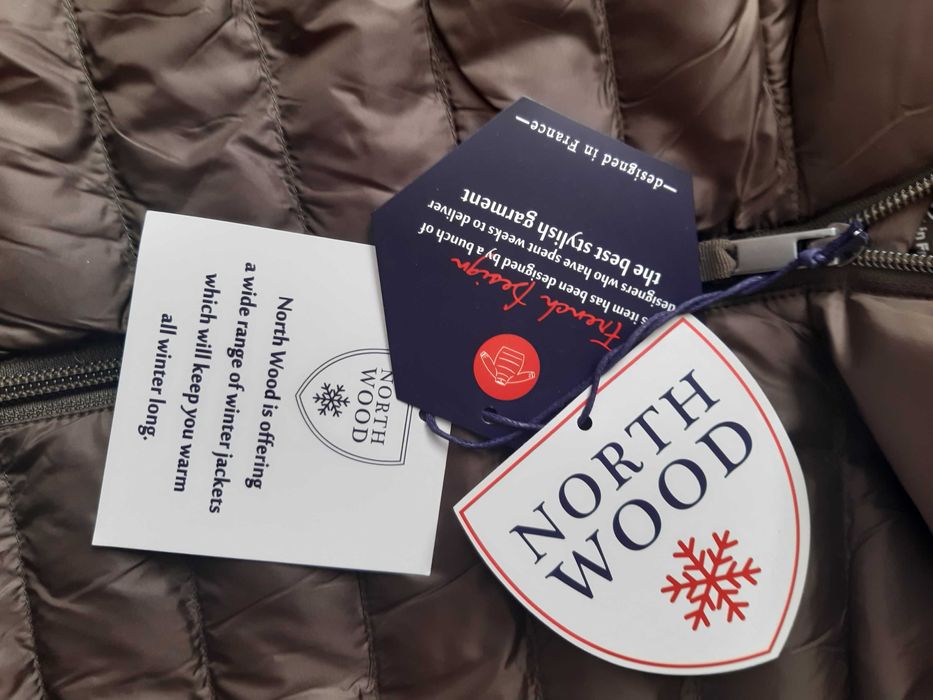 NORTH
WOOD
North Wood is offering
a wide range of winter jackets
which will keep you warm
all winter long.
French Design
item has been designed by a bunch of
designers who have spent weeks to deliver
the best stylish garment
—designed in France—
NORTH
WOOD